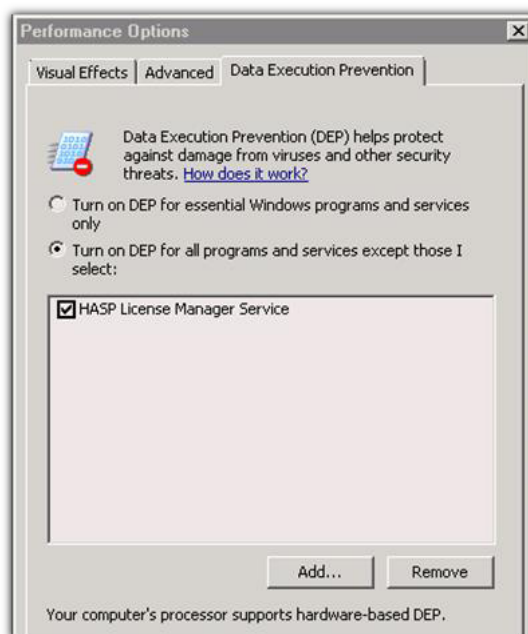 Performance Options
Visual Effects
Advanced
Data Execution Prevention
Data Execution Prevention (DEP) helps protect
against damage from viruses and other security
threats. How does it work?
Turn on DEP for essential Windows programs and services
only
Turn on DEP for all programs and services except those I
select:
HASP License Manager Service
Add...
Remove
Your computer's processor supports hardware-based DEP.